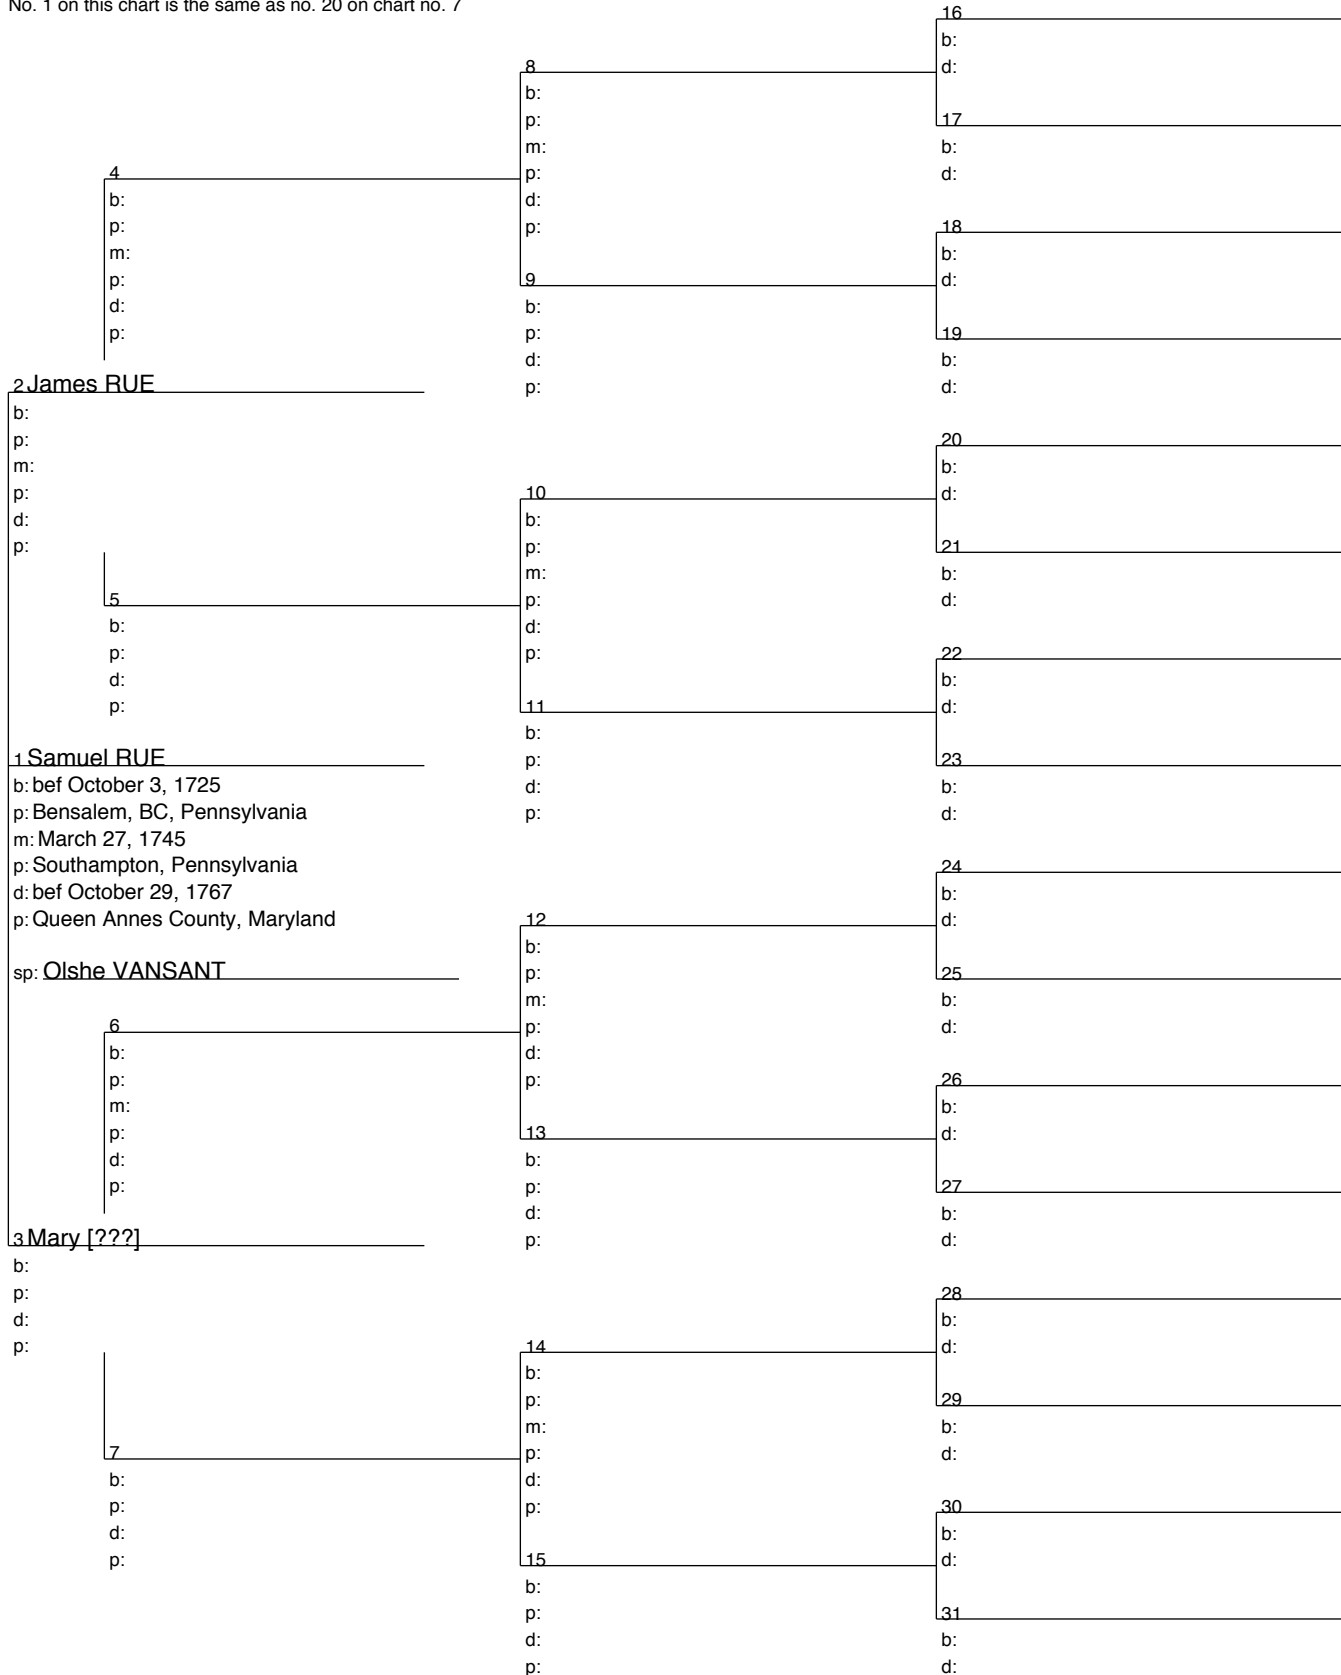 No. 1 on this chart is the same as no. 20 on chart no. 7
16
b:
d:
17
b:
d:
8
b:
p:
m:
p:
d:
p:
4
b:
p:
m:
p:
d:
p:
18
b:
d:
9
b:
p:
d:
p:
19
b:
d:
2 James RUE
b:
p:
m:
p:
d:
p:
20
b:
d:
10
b:
p:
m:
p:
d:
p:
21
b:
d:
5
b:
p:
d:
p:
22
b:
d:
11
b:
p:
d:
p:
23
b:
d:
1 Samuel RUE
b: bef October 3, 1725
p: Bensalem, BC, Pennsylvania
m: March 27, 1745
p: Southampton, Pennsylvania
d: bef October 29, 1767
p: Queen Annes County, Maryland
sp: Olshe VANSANT
24
b:
d:
12
b:
p:
m:
p:
d:
p:
25
b:
d:
6
b:
p:
m:
p:
d:
p:
26
b:
d:
13
b:
p:
d:
p:
27
b:
d:
3 Mary [???]
b:
p:
d:
p:
28
b:
d:
14
b:
p:
m:
p:
d:
p:
29
b:
d:
7
b:
p:
d:
p:
30
b:
d:
15
b:
p:
d:
p:
31
b:
d: